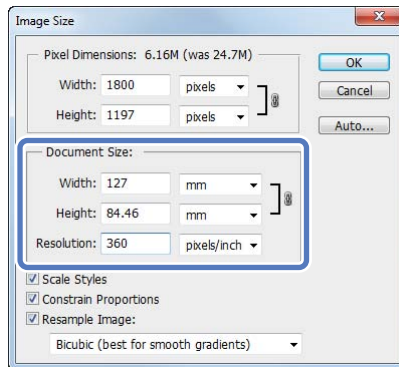 Image Size
Pixel Dimensions: 6.16M (was 24.7M)
Width: 1800 pixels
Height: 1197 pixels
OK
Cancel
Auto...
Document Size:
Width: 127 mm
Height: 84.46 mm
Resolution: 360 pixels/inch
Scale Styles
Constrain Proportions
Resample Image:
Bicubic (best for smooth gradients)